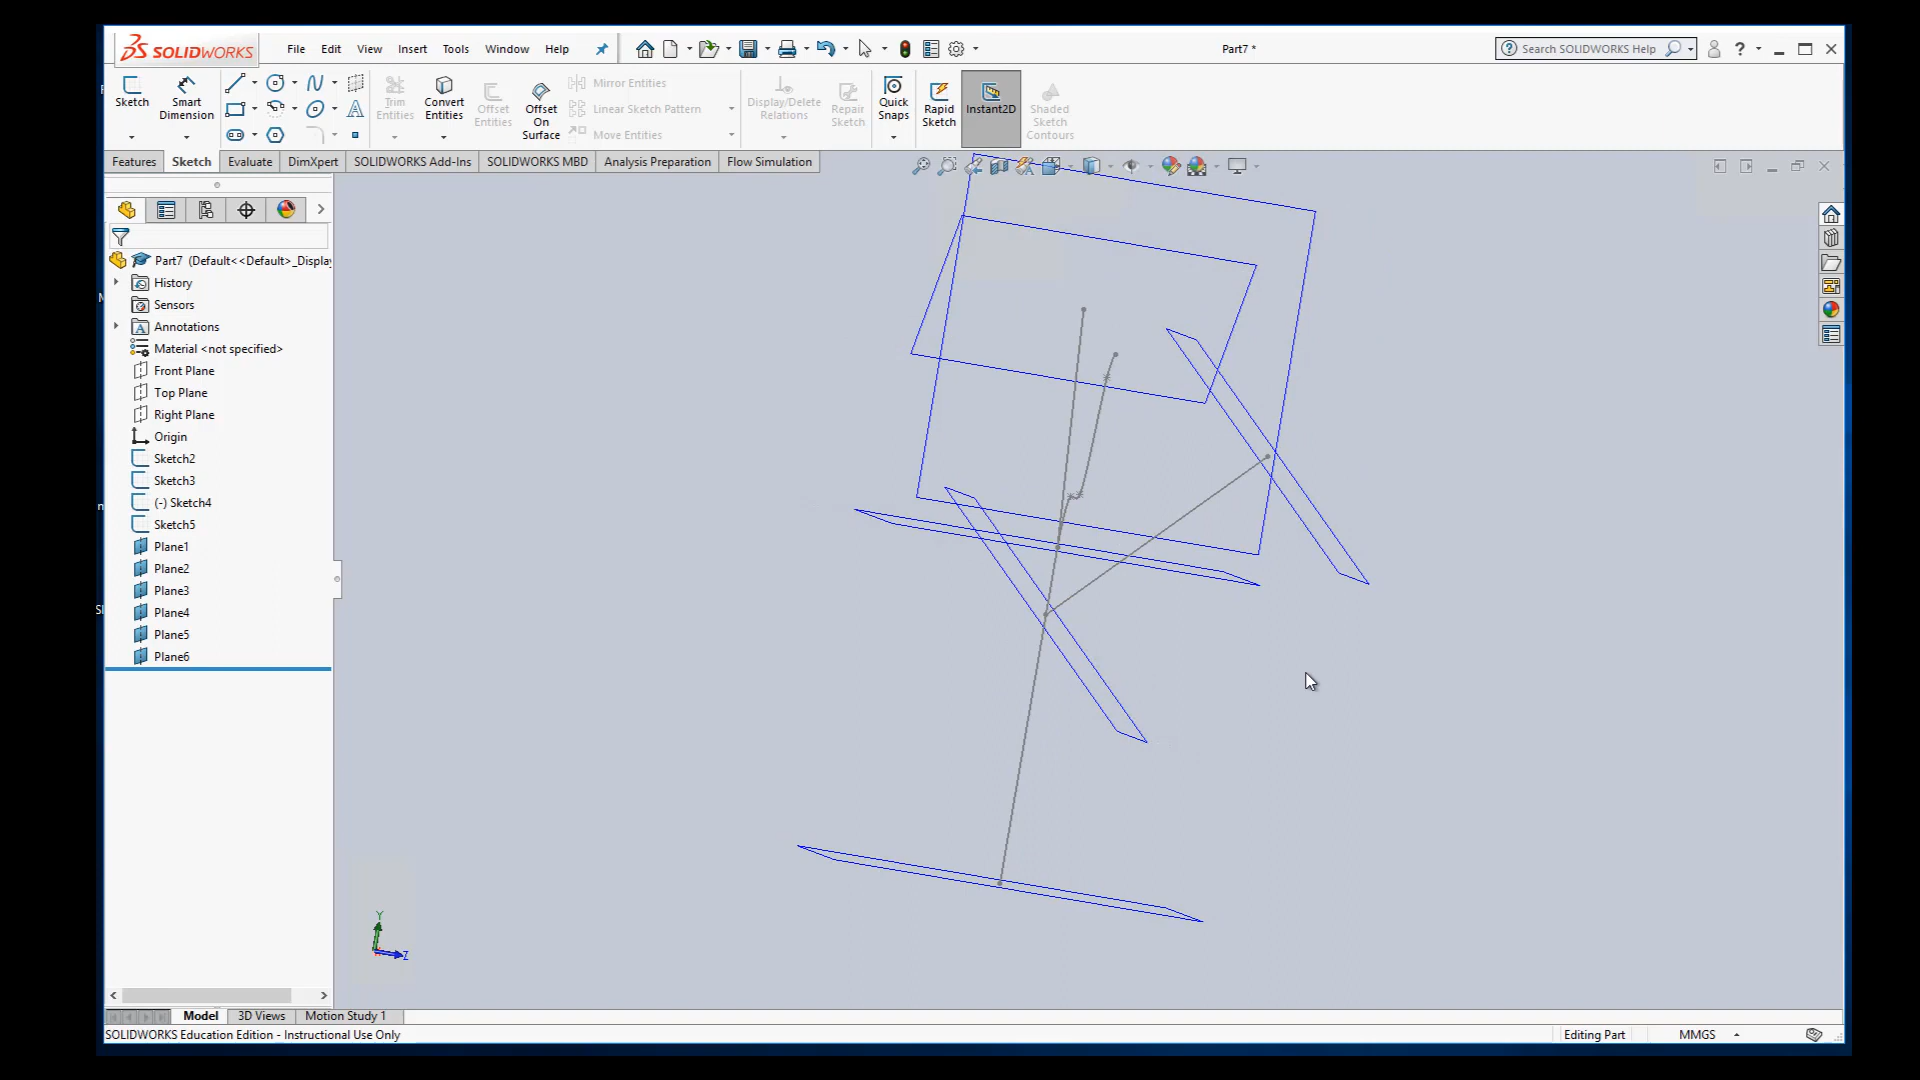 SOLIDWORKS File Edit View Insert Tools Window Help Part7 * Search SOLIDWORKS Help ?
Sketch Smart Dimension Trim Entities Convert Entities Offset Entities Offset On Surface Mirror Entities Linear Sketch Pattern Move Entities Display/Delete Relations Repair Sketch Quick Snaps Rapid Sketch Instant2D Shaded Sketch Contours
Features Sketch Evaluate DimXpert SOLIDWORKS Add-Ins SOLIDWORKS MBD Analysis Preparation Flow Simulation
Part7 (Default<<Default>_Displa
History
Sensors
Annotations
Material <not specified>
Front Plane
Top Plane
Right Plane
Origin
Sketch2
Sketch3
(-) Sketch4
Sketch5
Plane1
Plane2
Plane3
Plane4
Plane5
Plane6
Y
Z
Model 3D Views Motion Study 1
SOLIDWORKS Education Edition - Instructional Use Only Editing Part MMGS